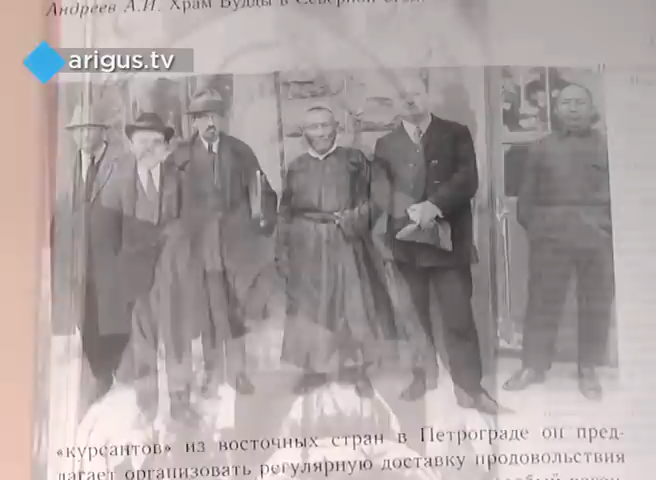 Андреев А.И. Храм Будды в Северной
arigus.tv
«курсантов» из восточных стран в Петрограде он пред-
лагает организовать регулярную доставку продовольствия